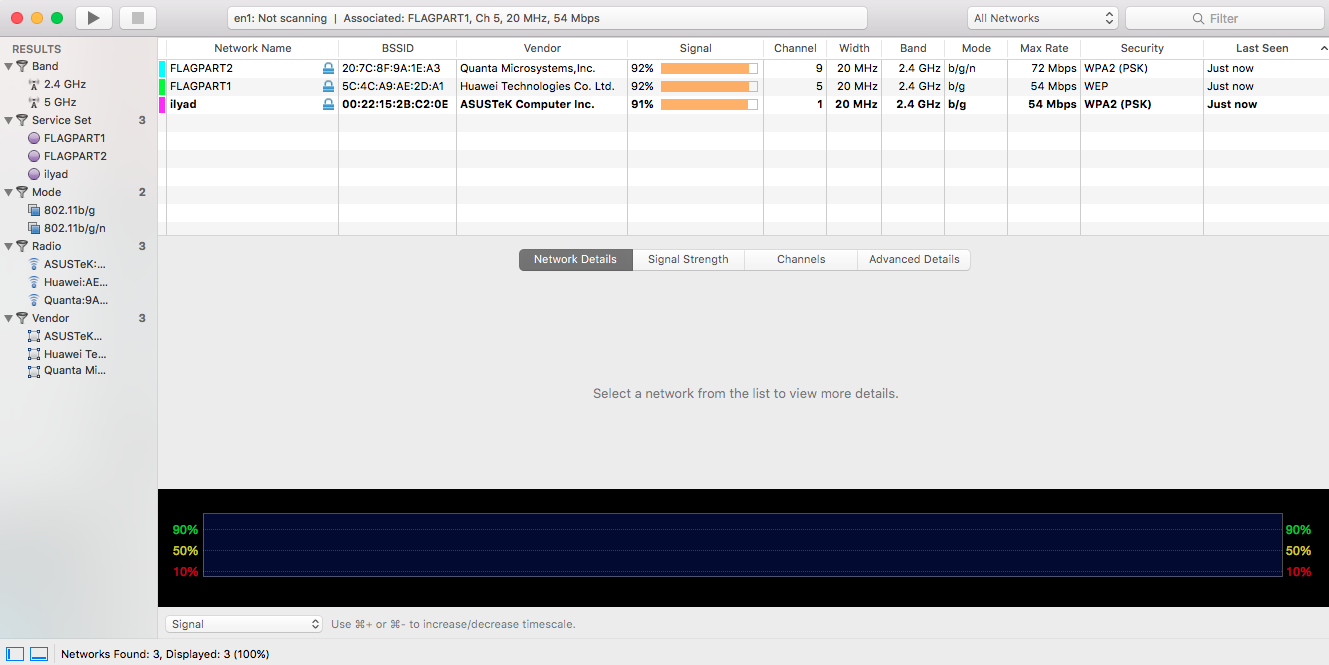 en1: Not scanning | Associated: FLAGPART1, Ch 5, 20 MHz, 54 Mbps
All Networks
Filter
RESULTS
Band
2.4 GHz
5 GHz
Service Set 3
FLAGPART1
FLAGPART2
ilyad
Mode 2
802.11b/g
802.11b/g/n
Radio 3
ASUSTeK:...
Huawei:AE...
Quanta:9A...
Vendor 3
ASUSTeK...
Huawei Te...
Quanta Mi...
Network Name BSSID Vendor Signal Channel Width Band Mode Max Rate Security Last Seen
FLAGPART2 20:7C:8F:9A:1E:A3 Quanta Microsystems,Inc. 92% 9 20 MHz 2.4 GHz b/g/n 72 Mbps WPA2 (PSK) Just now
FLAGPART1 5C:4C:A9:AE:2D:A1 Huawei Technologies Co. Ltd. 92% 5 20 MHz 2.4 GHz b/g 54 Mbps WEP Just now
ilyad 00:22:15:2B:C2:0E ASUSTeK Computer Inc. 91% 1 20 MHz 2.4 GHz b/g 54 Mbps WPA2 (PSK) Just now
Network Details Signal Strength Channels Advanced Details
Select a network from the list to view more details.
90% 90%
50% 50%
10% 10%
Signal Use ⌘+ or ⌘- to increase/decrease timescale.
Networks Found: 3, Displayed: 3 (100%)